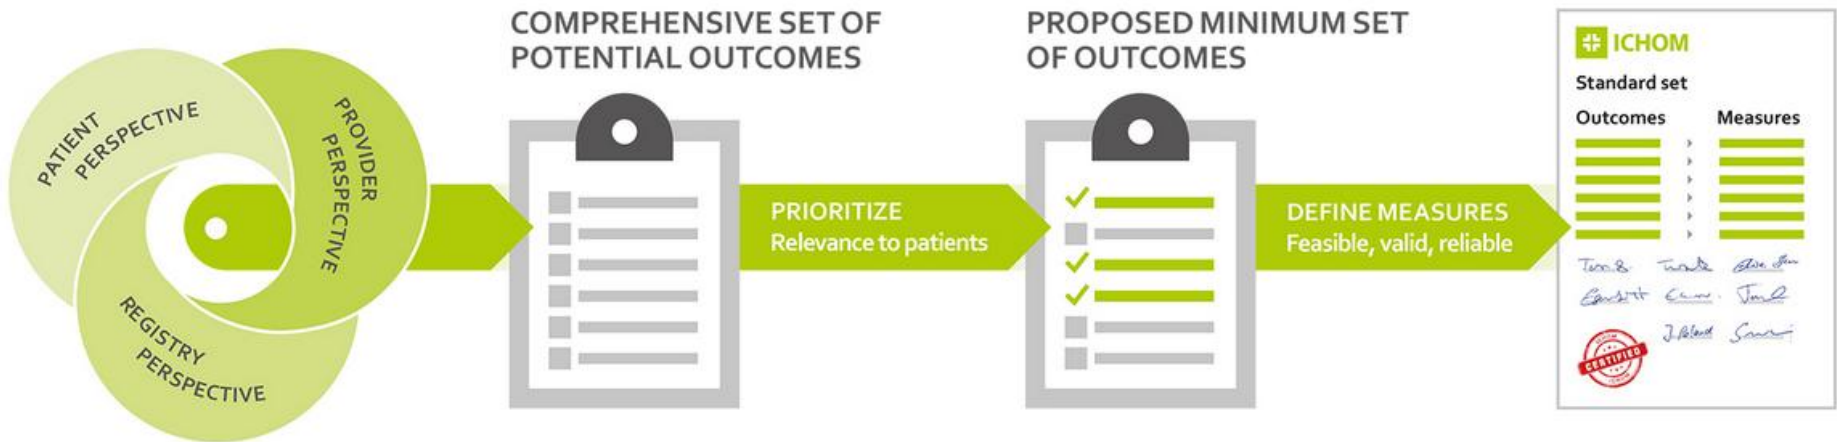 PATIENT
PERSPECTIVE
PROVIDER
PERSPECTIVE
REGISTRY
PERSPECTIVE
COMPREHENSIVE SET OF
POTENTIAL OUTCOMES
PRIORITIZE
Relevance to patients
PROPOSED MINIMUM SET
OF OUTCOMES
DEFINE MEASURES
Feasible, valid, reliable
ICHOM
Standard set
Outcomes Measures
CERTIFIED
ICHOM